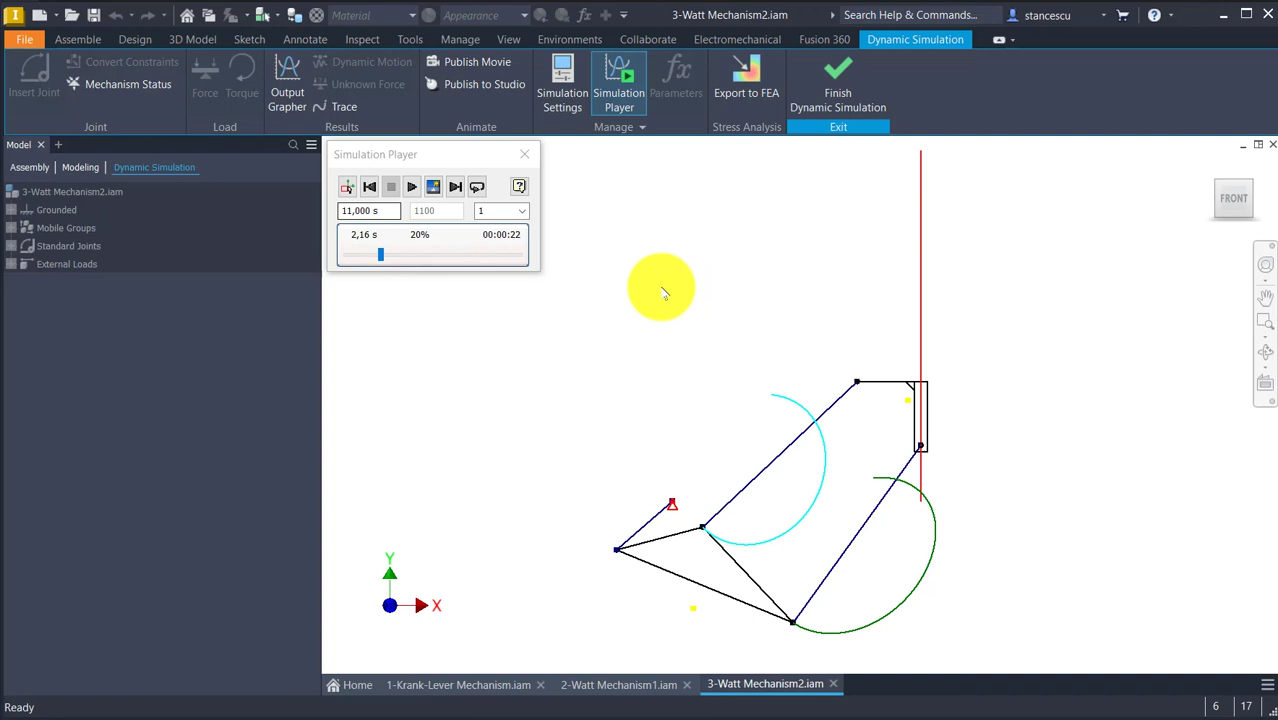 Material
Appearance
3-Watt Mechanism2.iam
Search Help & Commands...
stancescu
File
Assembly
Design
3D Model
Sketch
Annotate
Inspect
Tools
Manage
View
Environments
Collaborate
Electromechanical
Fusion 360
Dynamic Simulation
Insert Joint
Convert Constraints
Mechanism Status
Force
Torque
Output
Grapher
Dynamic Motion
Unknown Force
Trace
Publish Movie
Publish to Studio
Simulation
Settings
Simulation
Player
fx
Parameters
Export to FEA
Finish
Dynamic Simulation
Joint
Load
Results
Animate
Manage
Stress Analysis
Exit
Model
Assembly
Modeling
Dynamic Simulation
3-Watt Mechanism2.iam
Grounded
Mobile Groups
Standard Joints
External Loads
Simulation Player
11,000 s
1100
1
2,16 s
20%
00:00:22
FRONT
Y
X
Home
1-Krank-Lever Mechanism.iam
2-Watt Mechanism1.iam
3-Watt Mechanism2.iam
Ready
6
17